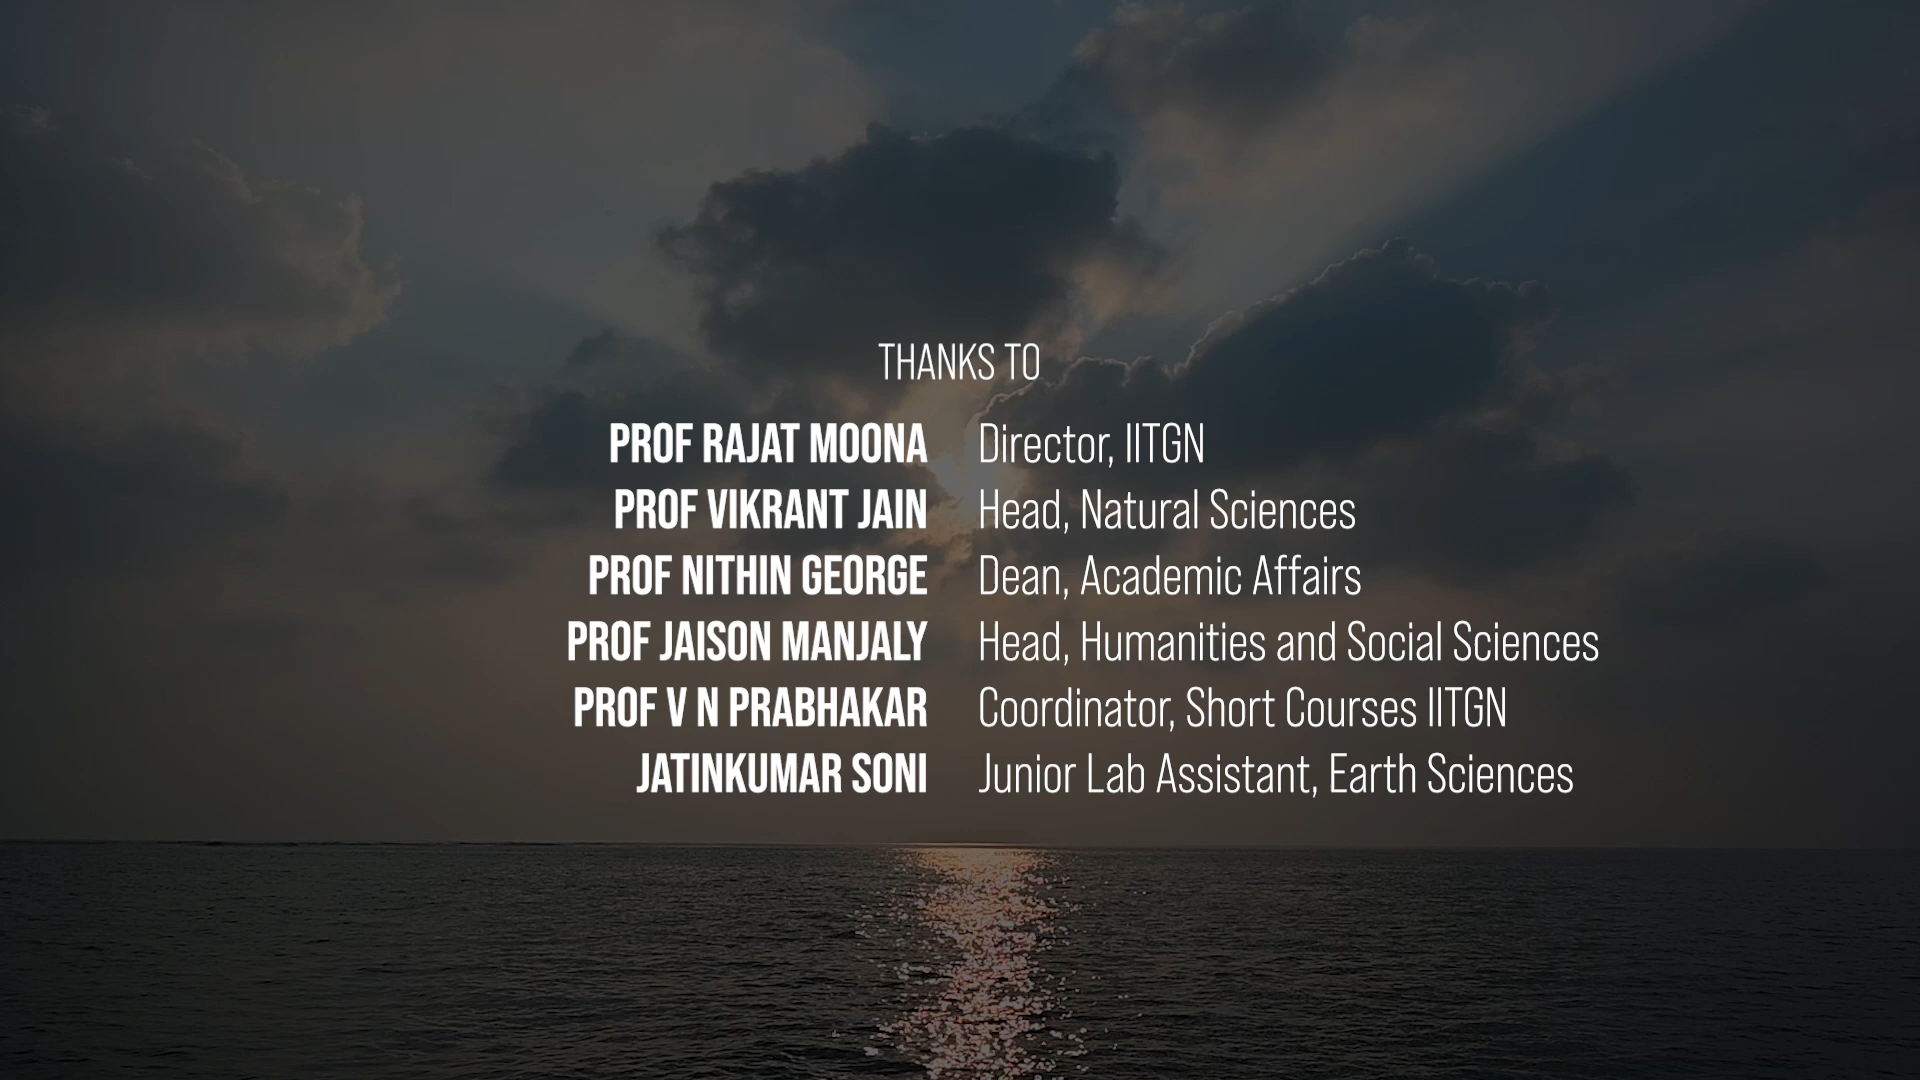 THANKS TO
PROF RAJAT MOONA Director, IITGN
PROF VIKRANT JAIN Head, Natural Sciences
PROF NITHIN GEORGE Dean, Academic Affairs
PROF JAISON MANJALY Head, Humanities and Social Sciences
PROF V N PRABHAKAR Coordinator, Short Courses IITGN
JATINKUMAR SONI Junior Lab Assistant, Earth Sciences